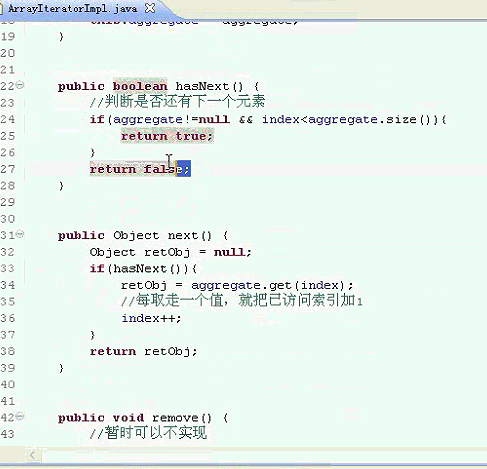 ArrayIteratorImpl.java
18 this.aggregate = aggregate;
19 }
20
21
22 public boolean hasNext() {
23 //判断是否还有下一个元素
24 if(aggregate!=null && index<aggregate.size()){
25 return true;
26 }
27 return false;
28 }
29
30
31 public Object next() {
32 Object retObj = null;
33 if(hasNext()){
34 retObj = aggregate.get(index);
35 //每取走一个值，就把已访问索引加1
36 index++;
37 }
38 return retObj;
39 }
40
41
42 public void remove() {
43 //暂时可以不实现